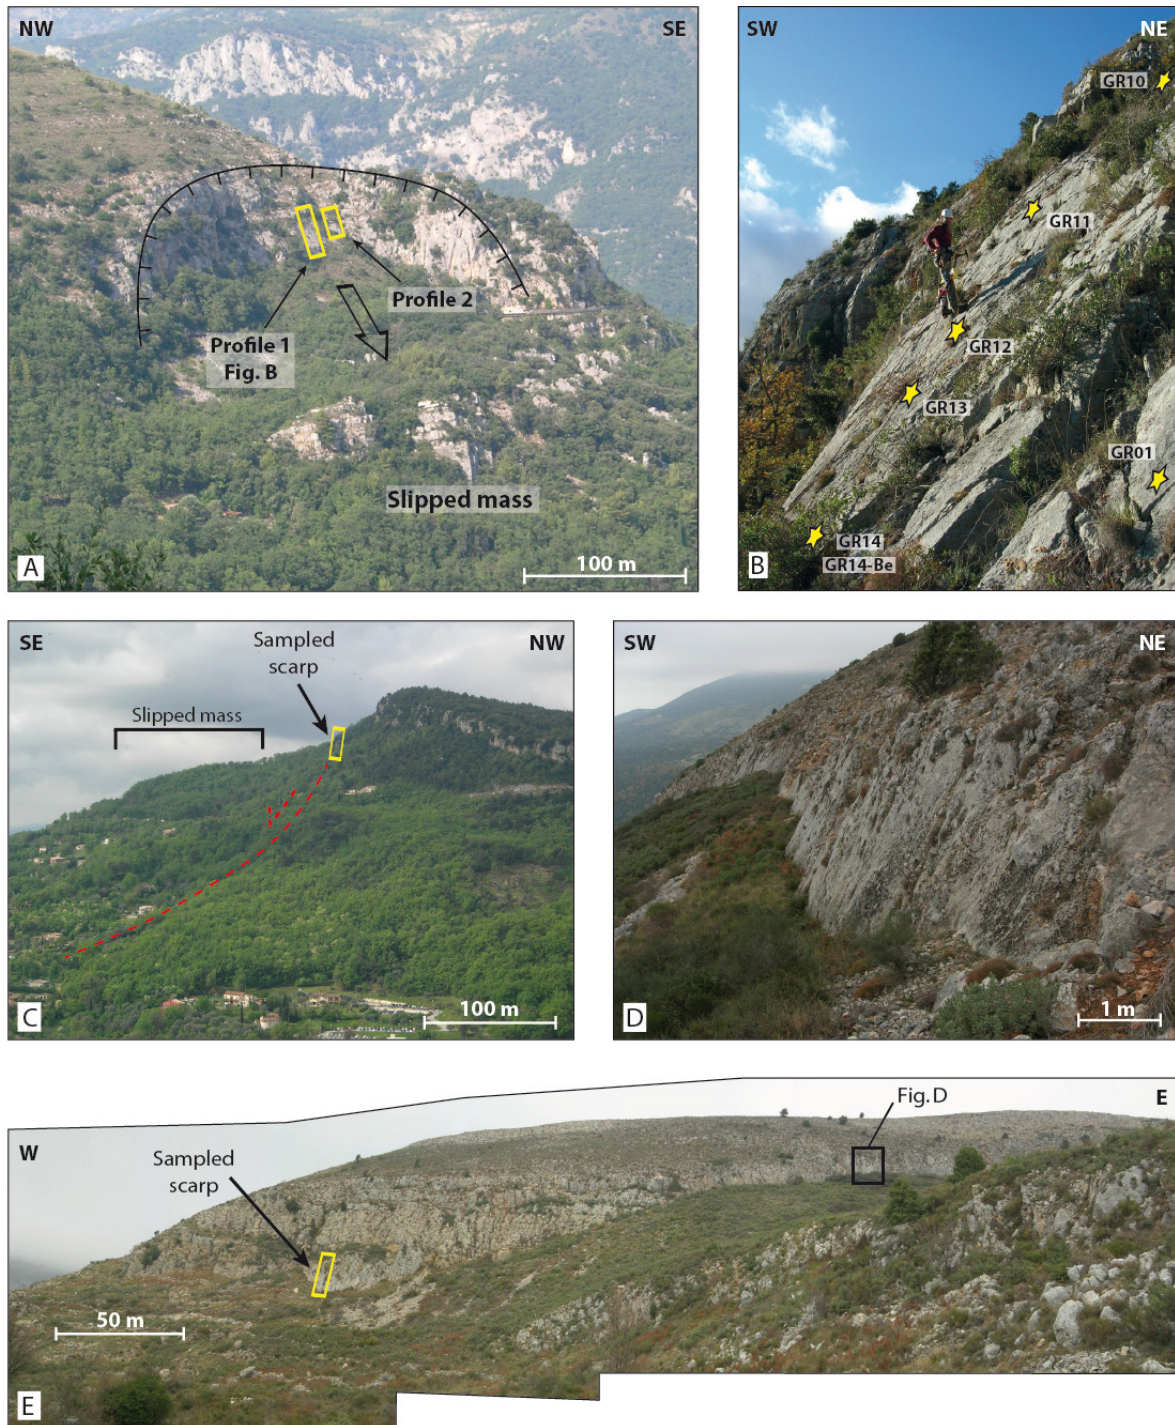 NW
SE
Profile 2
Profile 1
Fig. B
Slipped mass
A
100 m
SW
NE
GR10
GR11
GR12
GR13
GR01
GR14
GR14-Be
B
SE
Sampled
scarp
NW
Slipped mass
C
100 m
SW
NE
D
1 m
W
Fig. D
E
Sampled
scarp
50 m
E